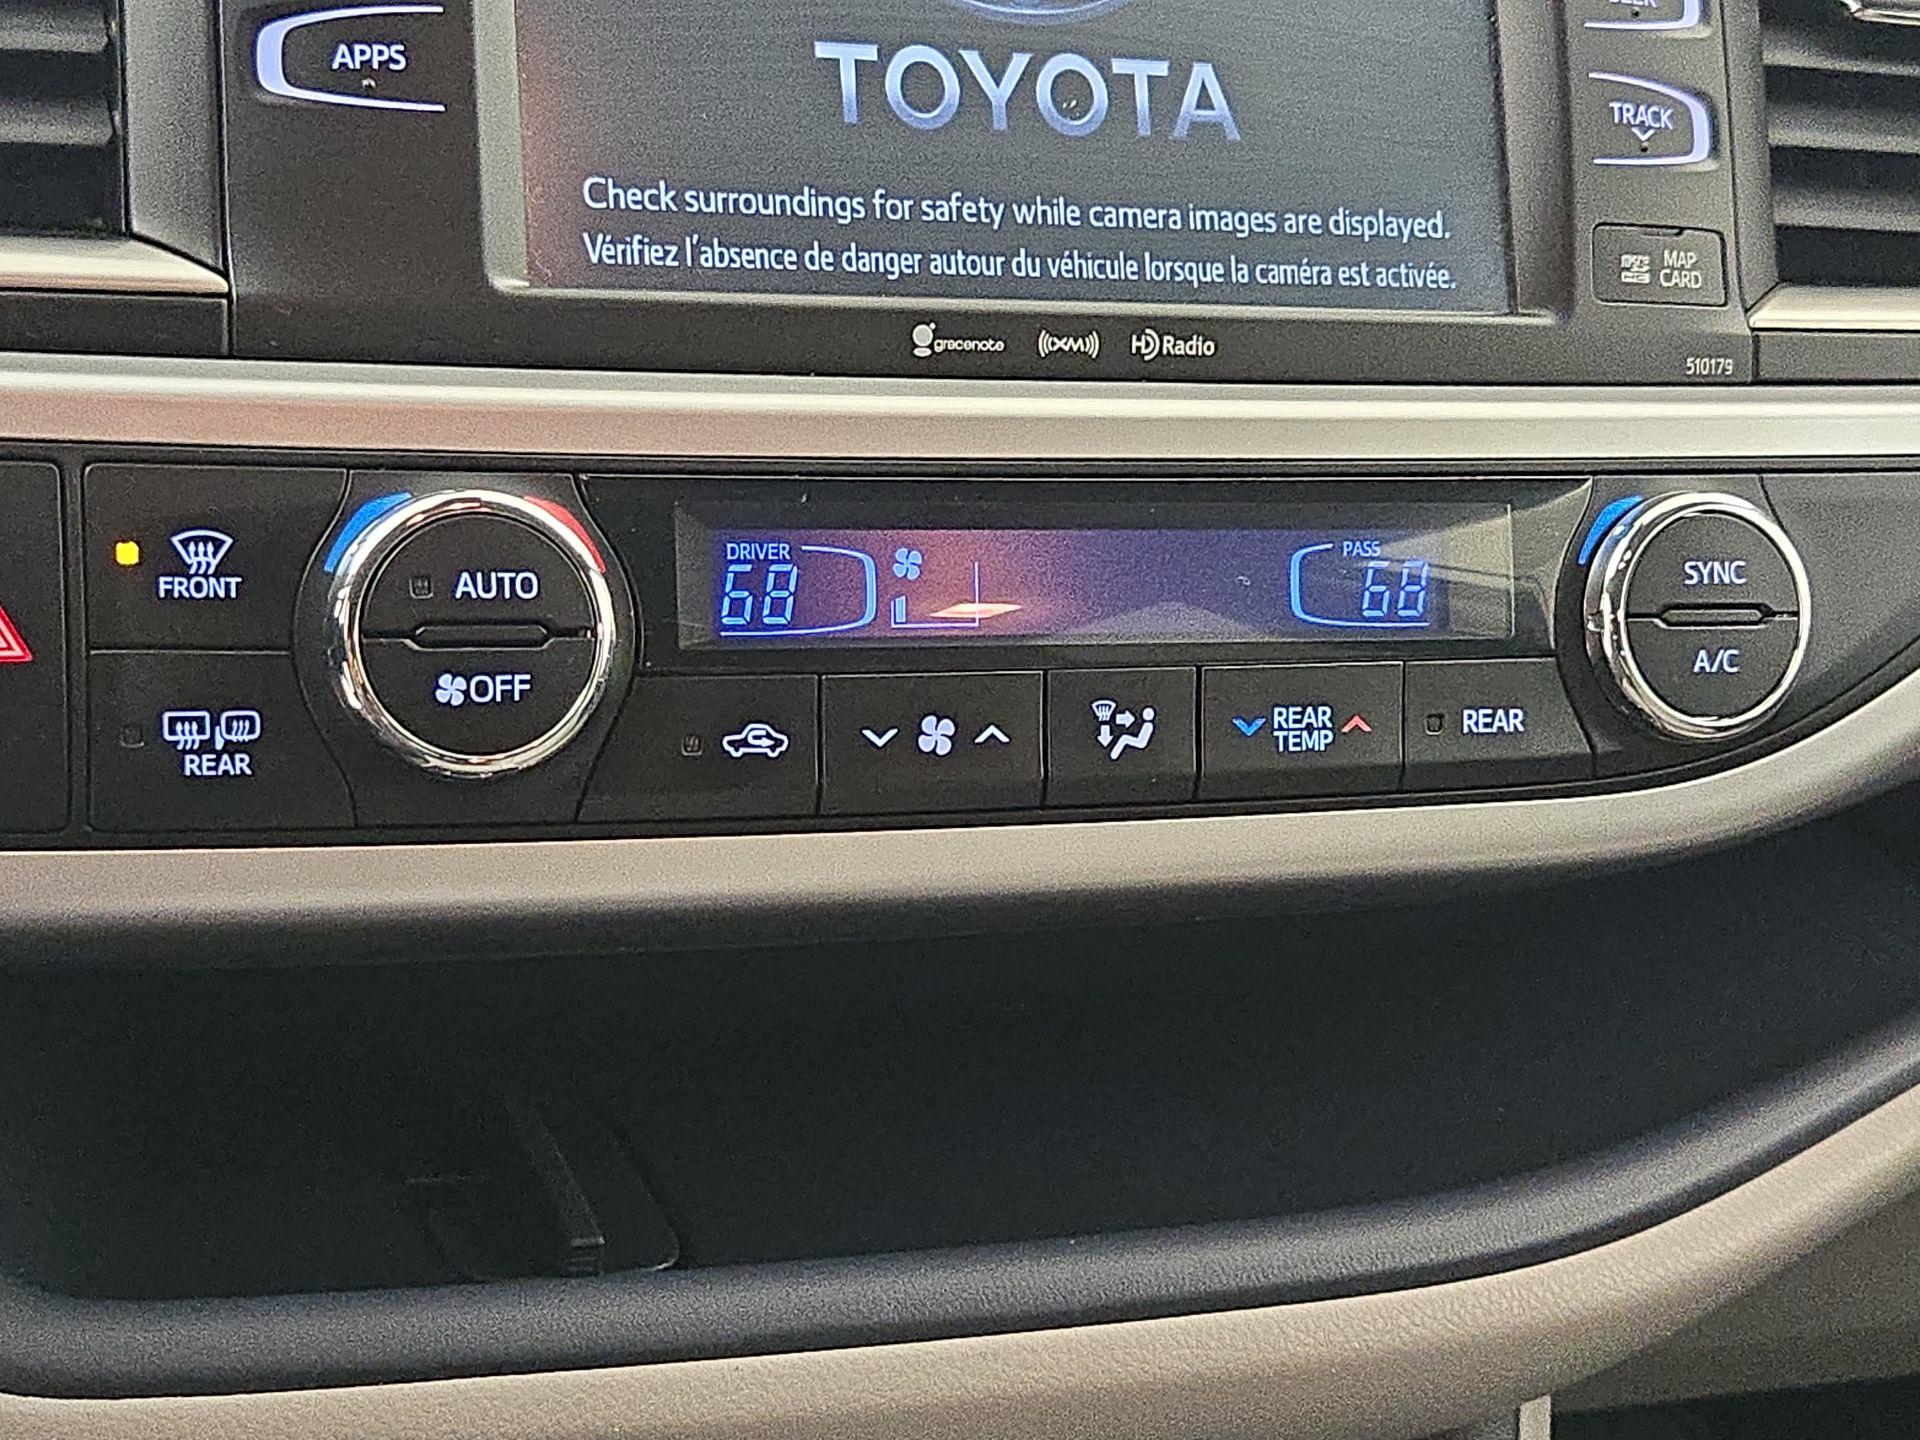 APPS
TOYOTA
TRACK
Check surroundings for safety while camera images are displayed.
Vérifiez l'absence de danger autour du véhicule lorsque la caméra est activée.
MAP
CARD
gracenote
((XM))
HD Radio
510179
FRONT
AUTO
OFF
REAR
DRIVER
68
PASS
68
SYNC
A/C
REAR
TEMP
REAR